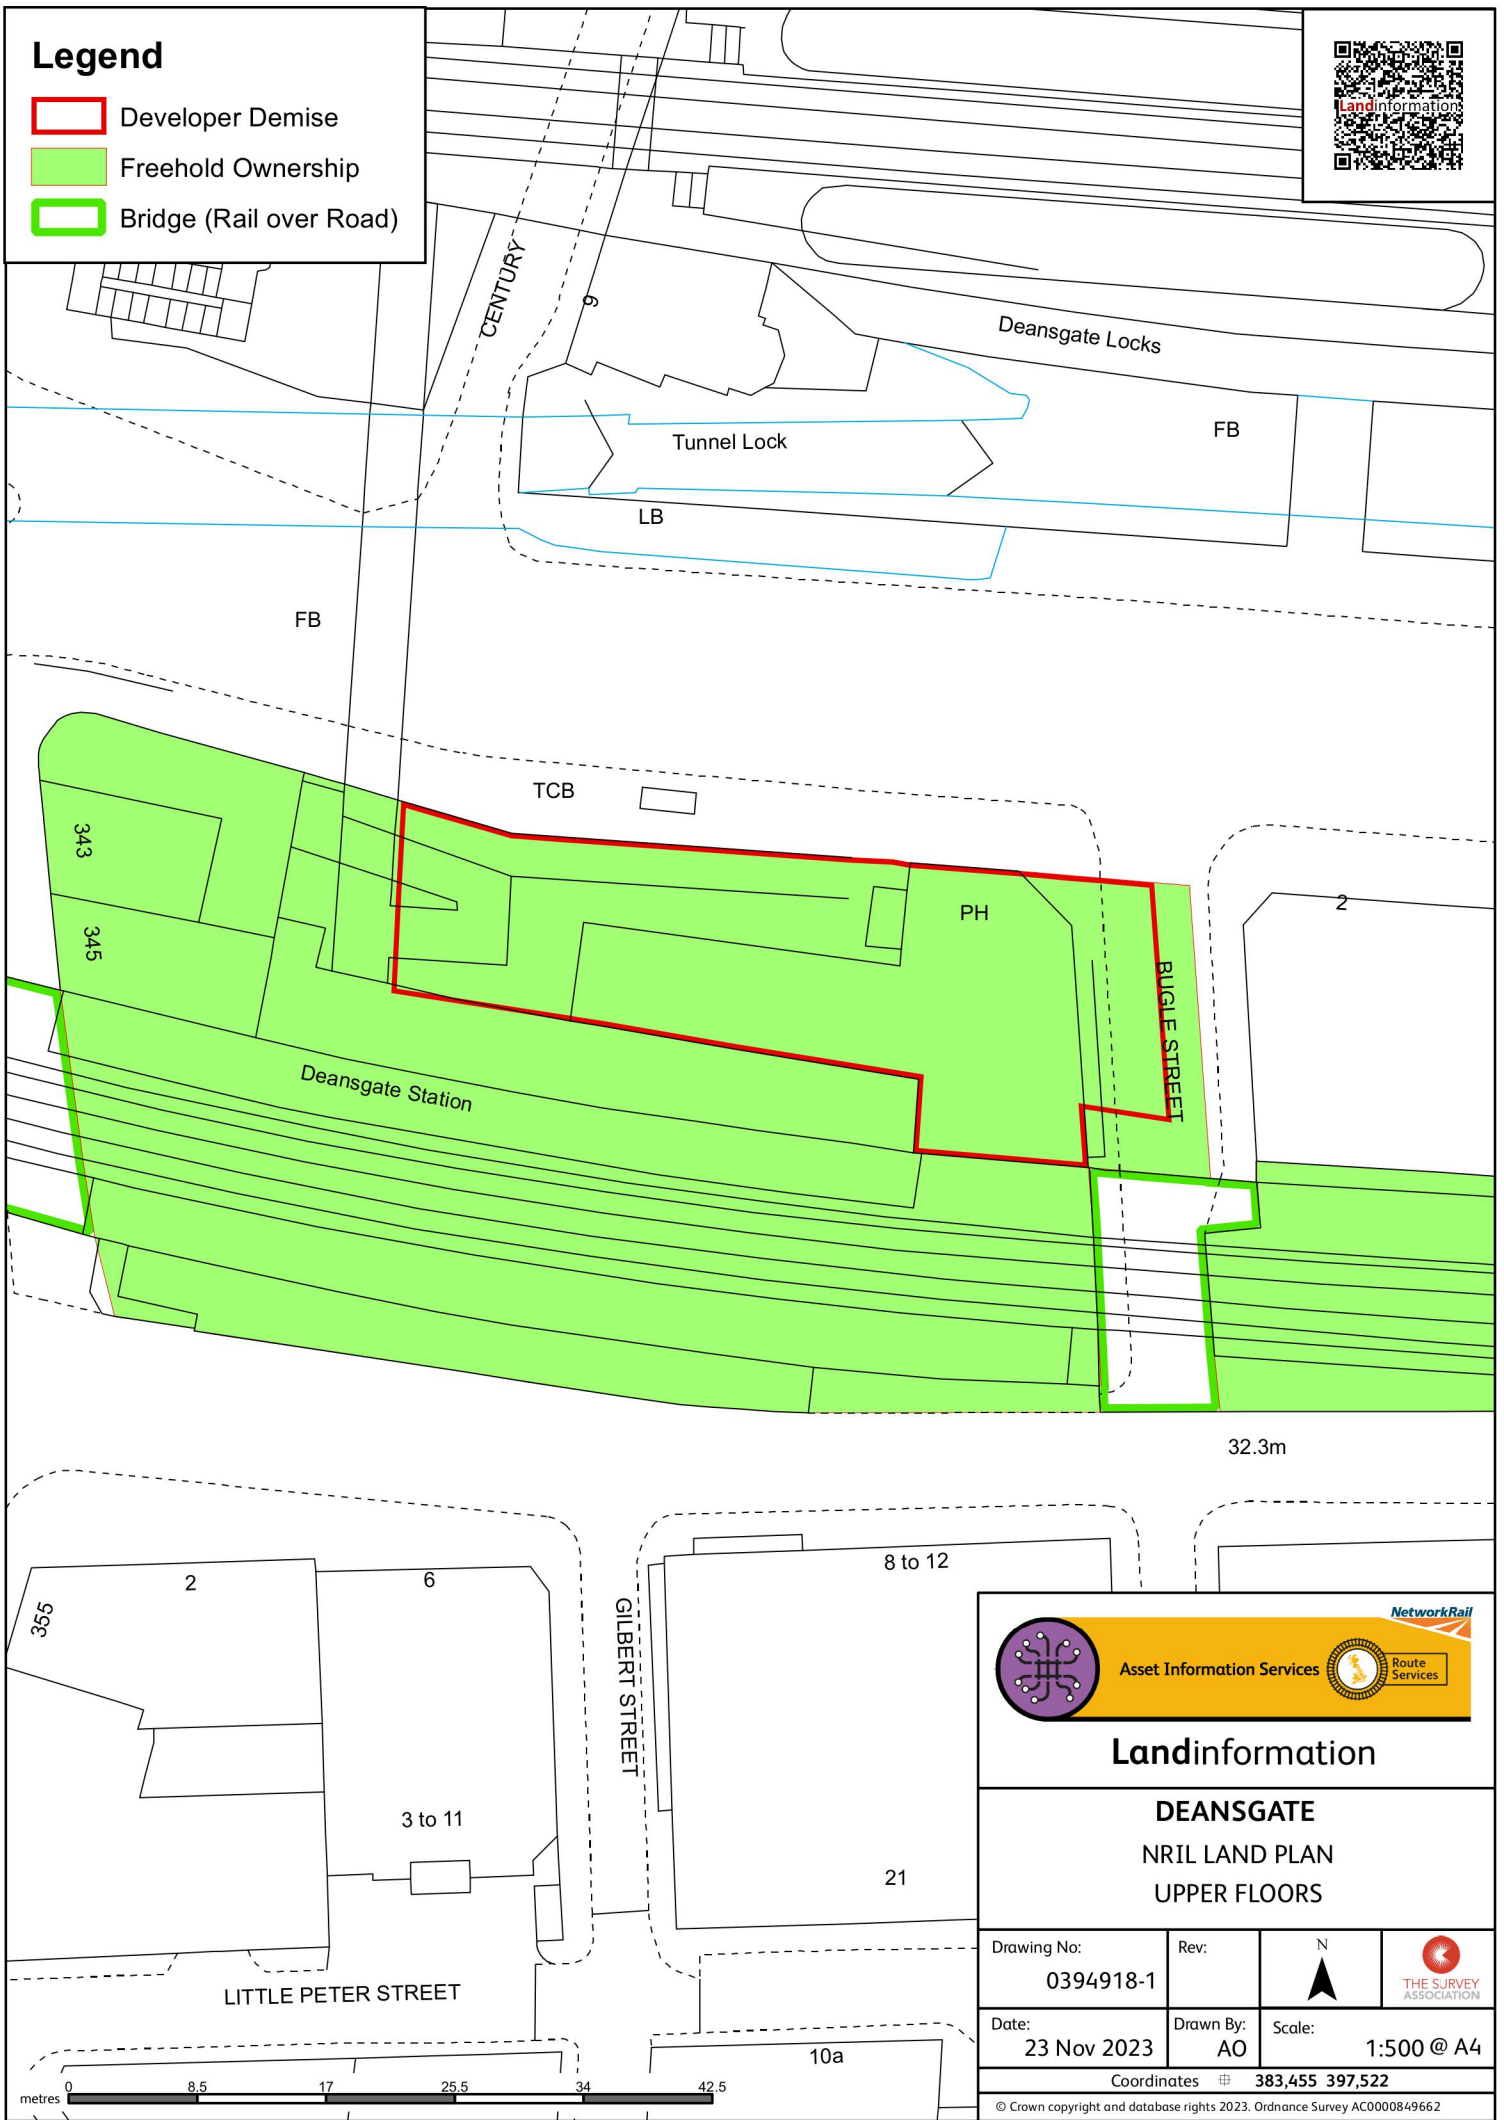 Legend
Developer Demise
Freehold Ownership
Bridge (Rail over Road)
Landinformation
CENTURY
9
Deansgate Locks
Tunnel Lock
FB
LB
FB
TCB
343
345
PH
2
BUGLE STREET
Deansgate Station
32.3m
2
6
8 to 12
355
GILBERT STREET
3 to 11
21
LITTLE PETER STREET
10a
metres
0 8.5 17 25.5 34 42.5
NetworkRail
Asset Information Services
Route
Services
Landinformation
DEANSGATE
NRIL LAND PLAN
UPPER FLOORS
Drawing No:
0394918-1
Rev:
N
THE SURVEY
ASSOCIATION
Date:
23 Nov 2023
Drawn By:
AO
Scale:
1:500 @ A4
Coordinates 383,455 397,522
© Crown copyright and database rights 2023. Ordnance Survey AC0000849662